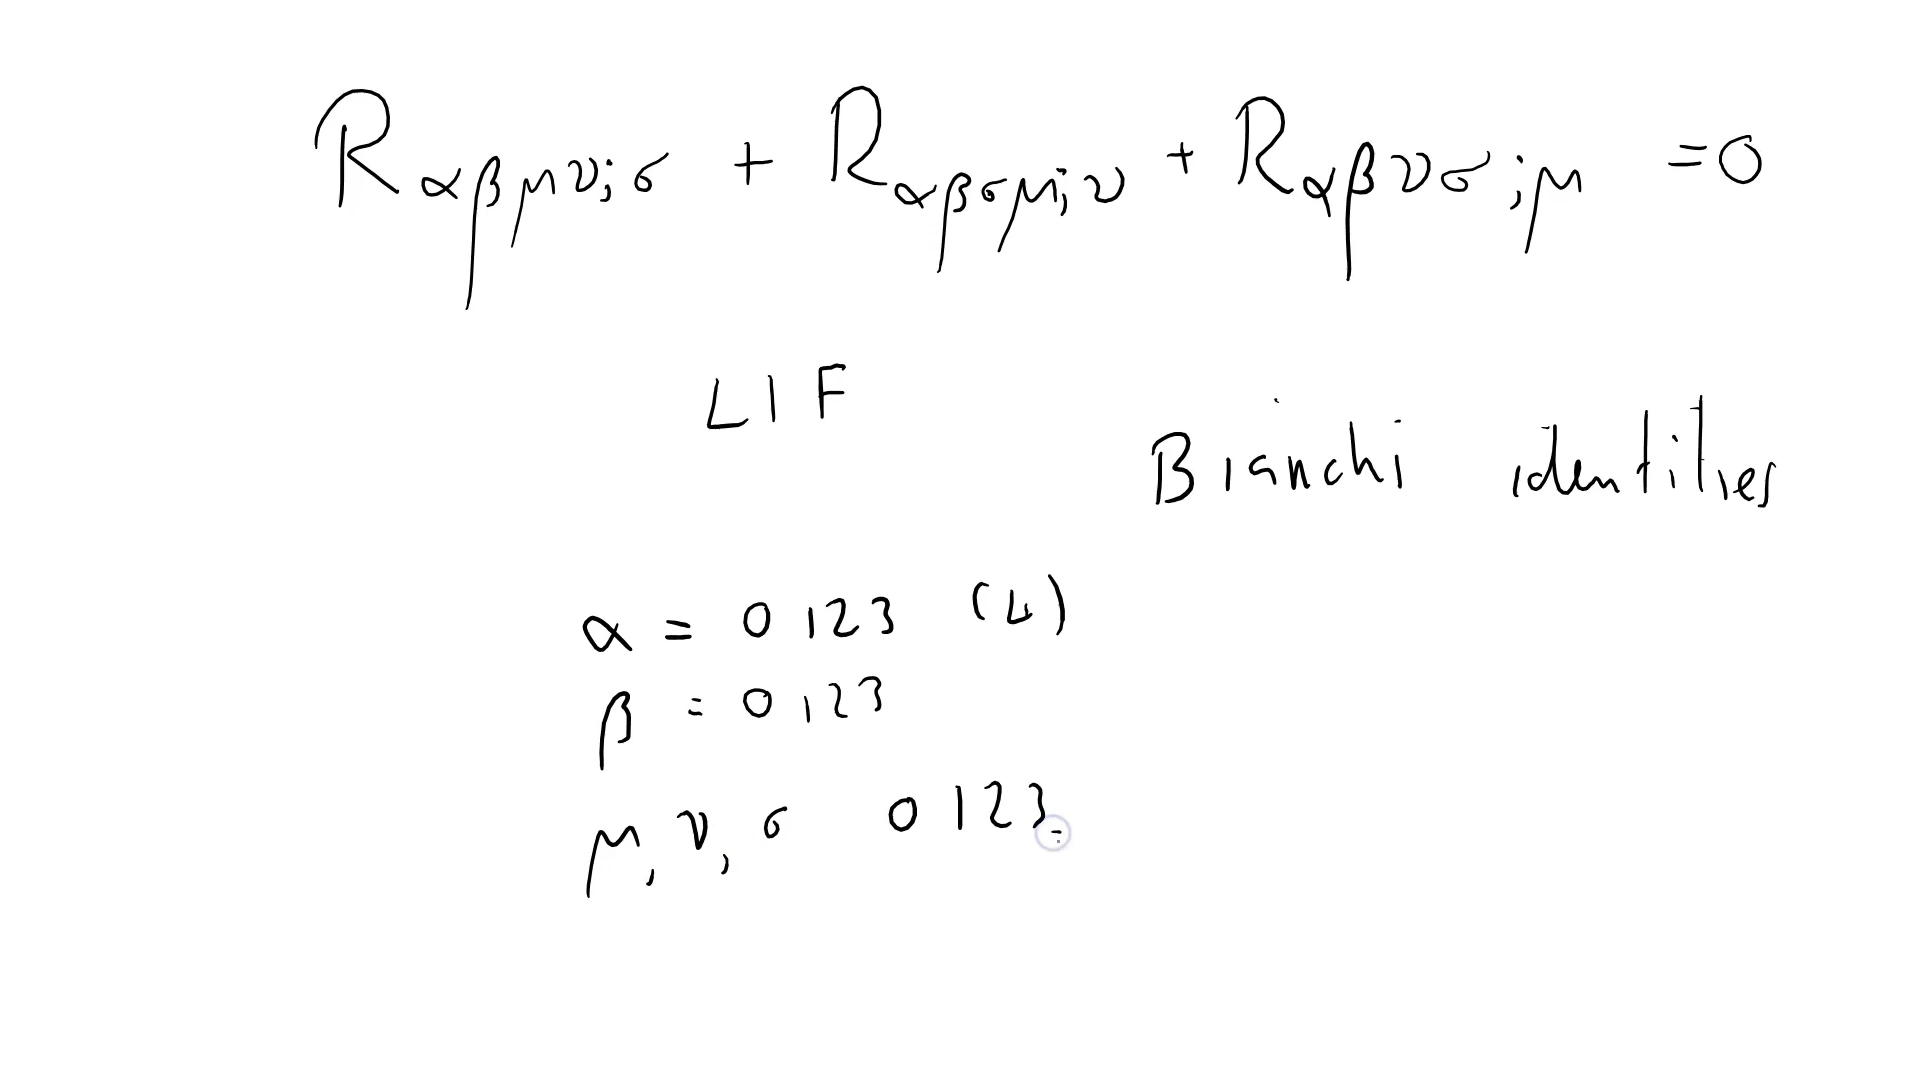 Rαβμν;σ + Rαβσμ;ν + Rαβνσ;μ = 0
LIF
Bianchi identities
α = 0 1 2 3 (4)
β = 0 1 2 3
μ, ν, σ 0 1 2 3